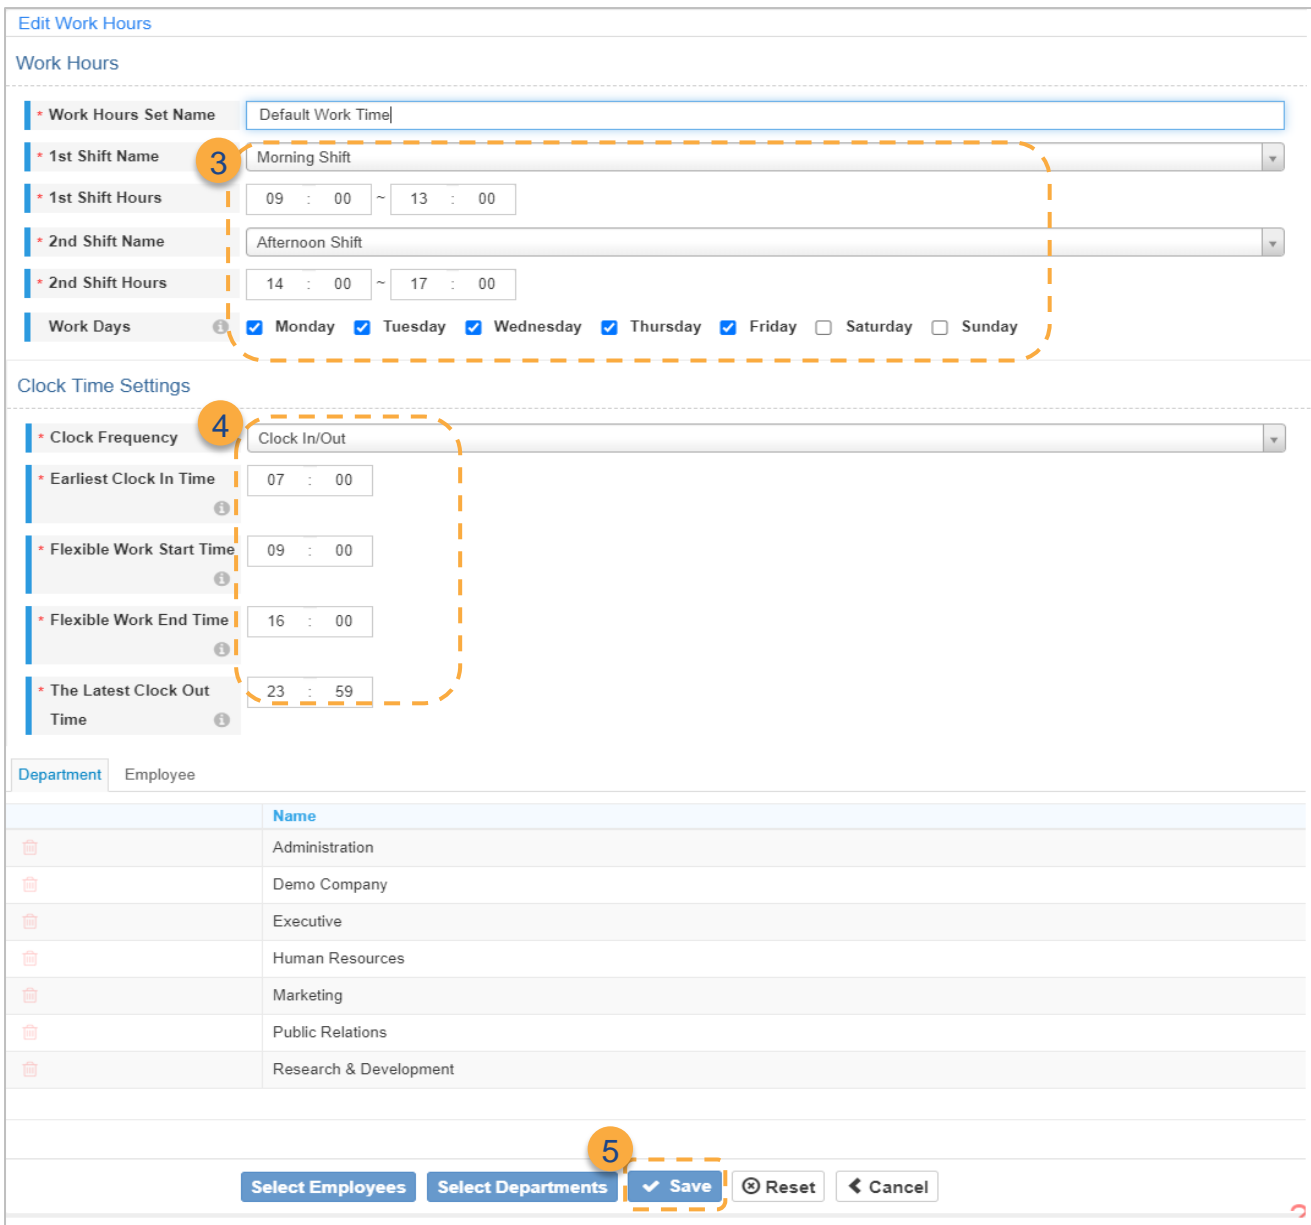 Edit Work Hours
Work Hours
* Work Hours Set Name Default Work Time
3
* 1st Shift Name Morning Shift
* 1st Shift Hours 09 : 00 ~ 13 : 00
* 2nd Shift Name Afternoon Shift
* 2nd Shift Hours 14 : 00 ~ 17 : 00
Work Days Monday Tuesday Wednesday Thursday Friday Saturday Sunday
Clock Time Settings
4
* Clock Frequency Clock In/Out
* Earliest Clock In Time 07 : 00
* Flexible Work Start Time 09 : 00
* Flexible Work End Time 16 : 00
* The Latest Clock Out 23 : 59
Time
Department Employee
Name
Administration
Demo Company
Executive
Human Resources
Marketing
Public Relations
Research & Development
5
Select Employees Select Departments Save Reset Cancel